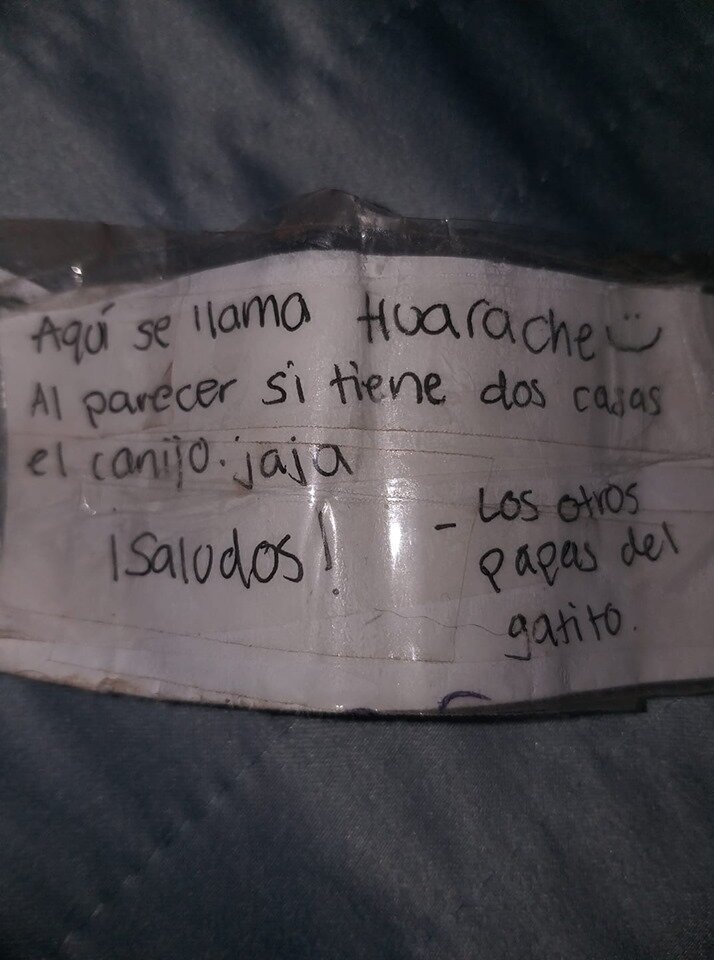 Aquí se llama Huarache :)
Al parecer si tiene dos casas
el canijo. jaja
¡Saludos!
- Los otros
papas del
gatito.